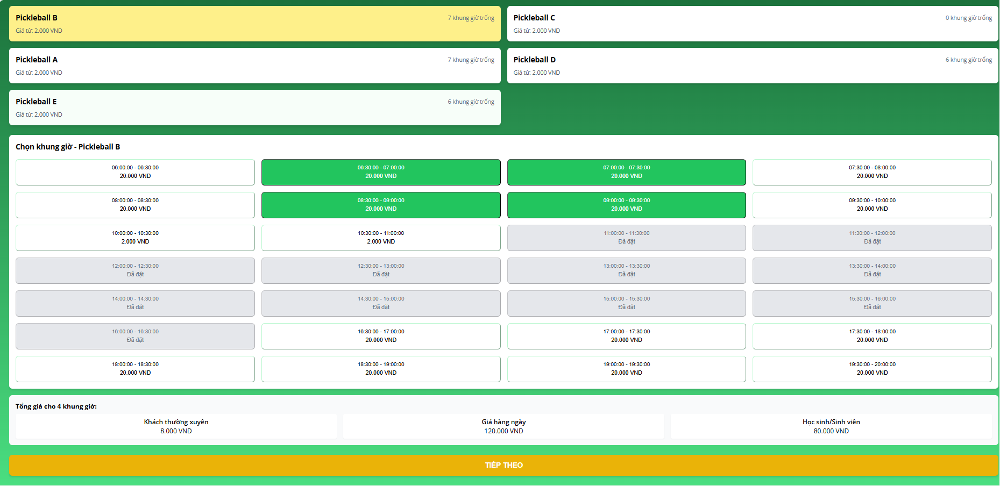 Pickleball B
7 khung giờ trống
Giá từ: 2.000 VND
Pickleball C
0 khung giờ trống
Giá từ: 2.000 VND
Pickleball A
7 khung giờ trống
Giá từ: 2.000 VND
Pickleball D
6 khung giờ trống
Giá từ: 2.000 VND
Pickleball E
6 khung giờ trống
Giá từ: 2.000 VND
Chọn khung giờ - Pickleball B
06:00:00 - 06:30:00
20.000 VND
06:30:00 - 07:00:00
20.000 VND
07:00:00 - 07:30:00
20.000 VND
07:30:00 - 08:00:00
20.000 VND
08:00:00 - 08:30:00
20.000 VND
08:30:00 - 09:00:00
20.000 VND
09:00:00 - 09:30:00
20.000 VND
09:30:00 - 10:00:00
20.000 VND
10:00:00 - 10:30:00
2.000 VND
10:30:00 - 11:00:00
2.000 VND
11:00:00 - 11:30:00
Đã đặt
11:30:00 - 12:00:00
Đã đặt
12:00:00 - 12:30:00
Đã đặt
12:30:00 - 13:00:00
Đã đặt
13:00:00 - 13:30:00
Đã đặt
13:30:00 - 14:00:00
Đã đặt
14:00:00 - 14:30:00
Đã đặt
14:30:00 - 15:00:00
Đã đặt
15:00:00 - 15:30:00
Đã đặt
15:30:00 - 16:00:00
Đã đặt
16:00:00 - 16:30:00
Đã đặt
16:30:00 - 17:00:00
20.000 VND
17:00:00 - 17:30:00
20.000 VND
17:30:00 - 18:00:00
20.000 VND
18:00:00 - 18:30:00
20.000 VND
18:30:00 - 19:00:00
20.000 VND
19:00:00 - 19:30:00
20.000 VND
19:30:00 - 20:00:00
20.000 VND
Tổng giá cho 4 khung giờ:
Khách thường xuyên
8.000 VND
Giá hàng ngày
120.000 VND
Học sinh/Sinh viên
80.000 VND
TIẾP THEO